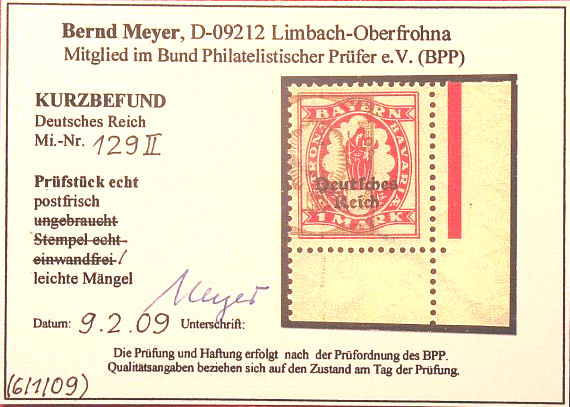 Bernd Meyer, D-09212 Limbach-Oberfrohna
Mitglied im Bund Philatelistischer Prüfer e.V. (BPP)
KURZBEFUND
Deutsches Reich
Mi.-Nr. 129 II
Prüfstück echt
postfrisch
ungebraucht
Stempel echt
einwandfrei
leichte Mängel
Meyer
Datum: 9.2.09 Unterschrift:
BAYERN
PATRONA BAVARIAE
Deutsches
Reich
1 MARK
Die Prüfung und Haftung erfolgt nach der Prüfordnung des BPP.
Qualitätsangaben beziehen sich auf den Zustand am Tag der Prüfung.
(6/1/09)